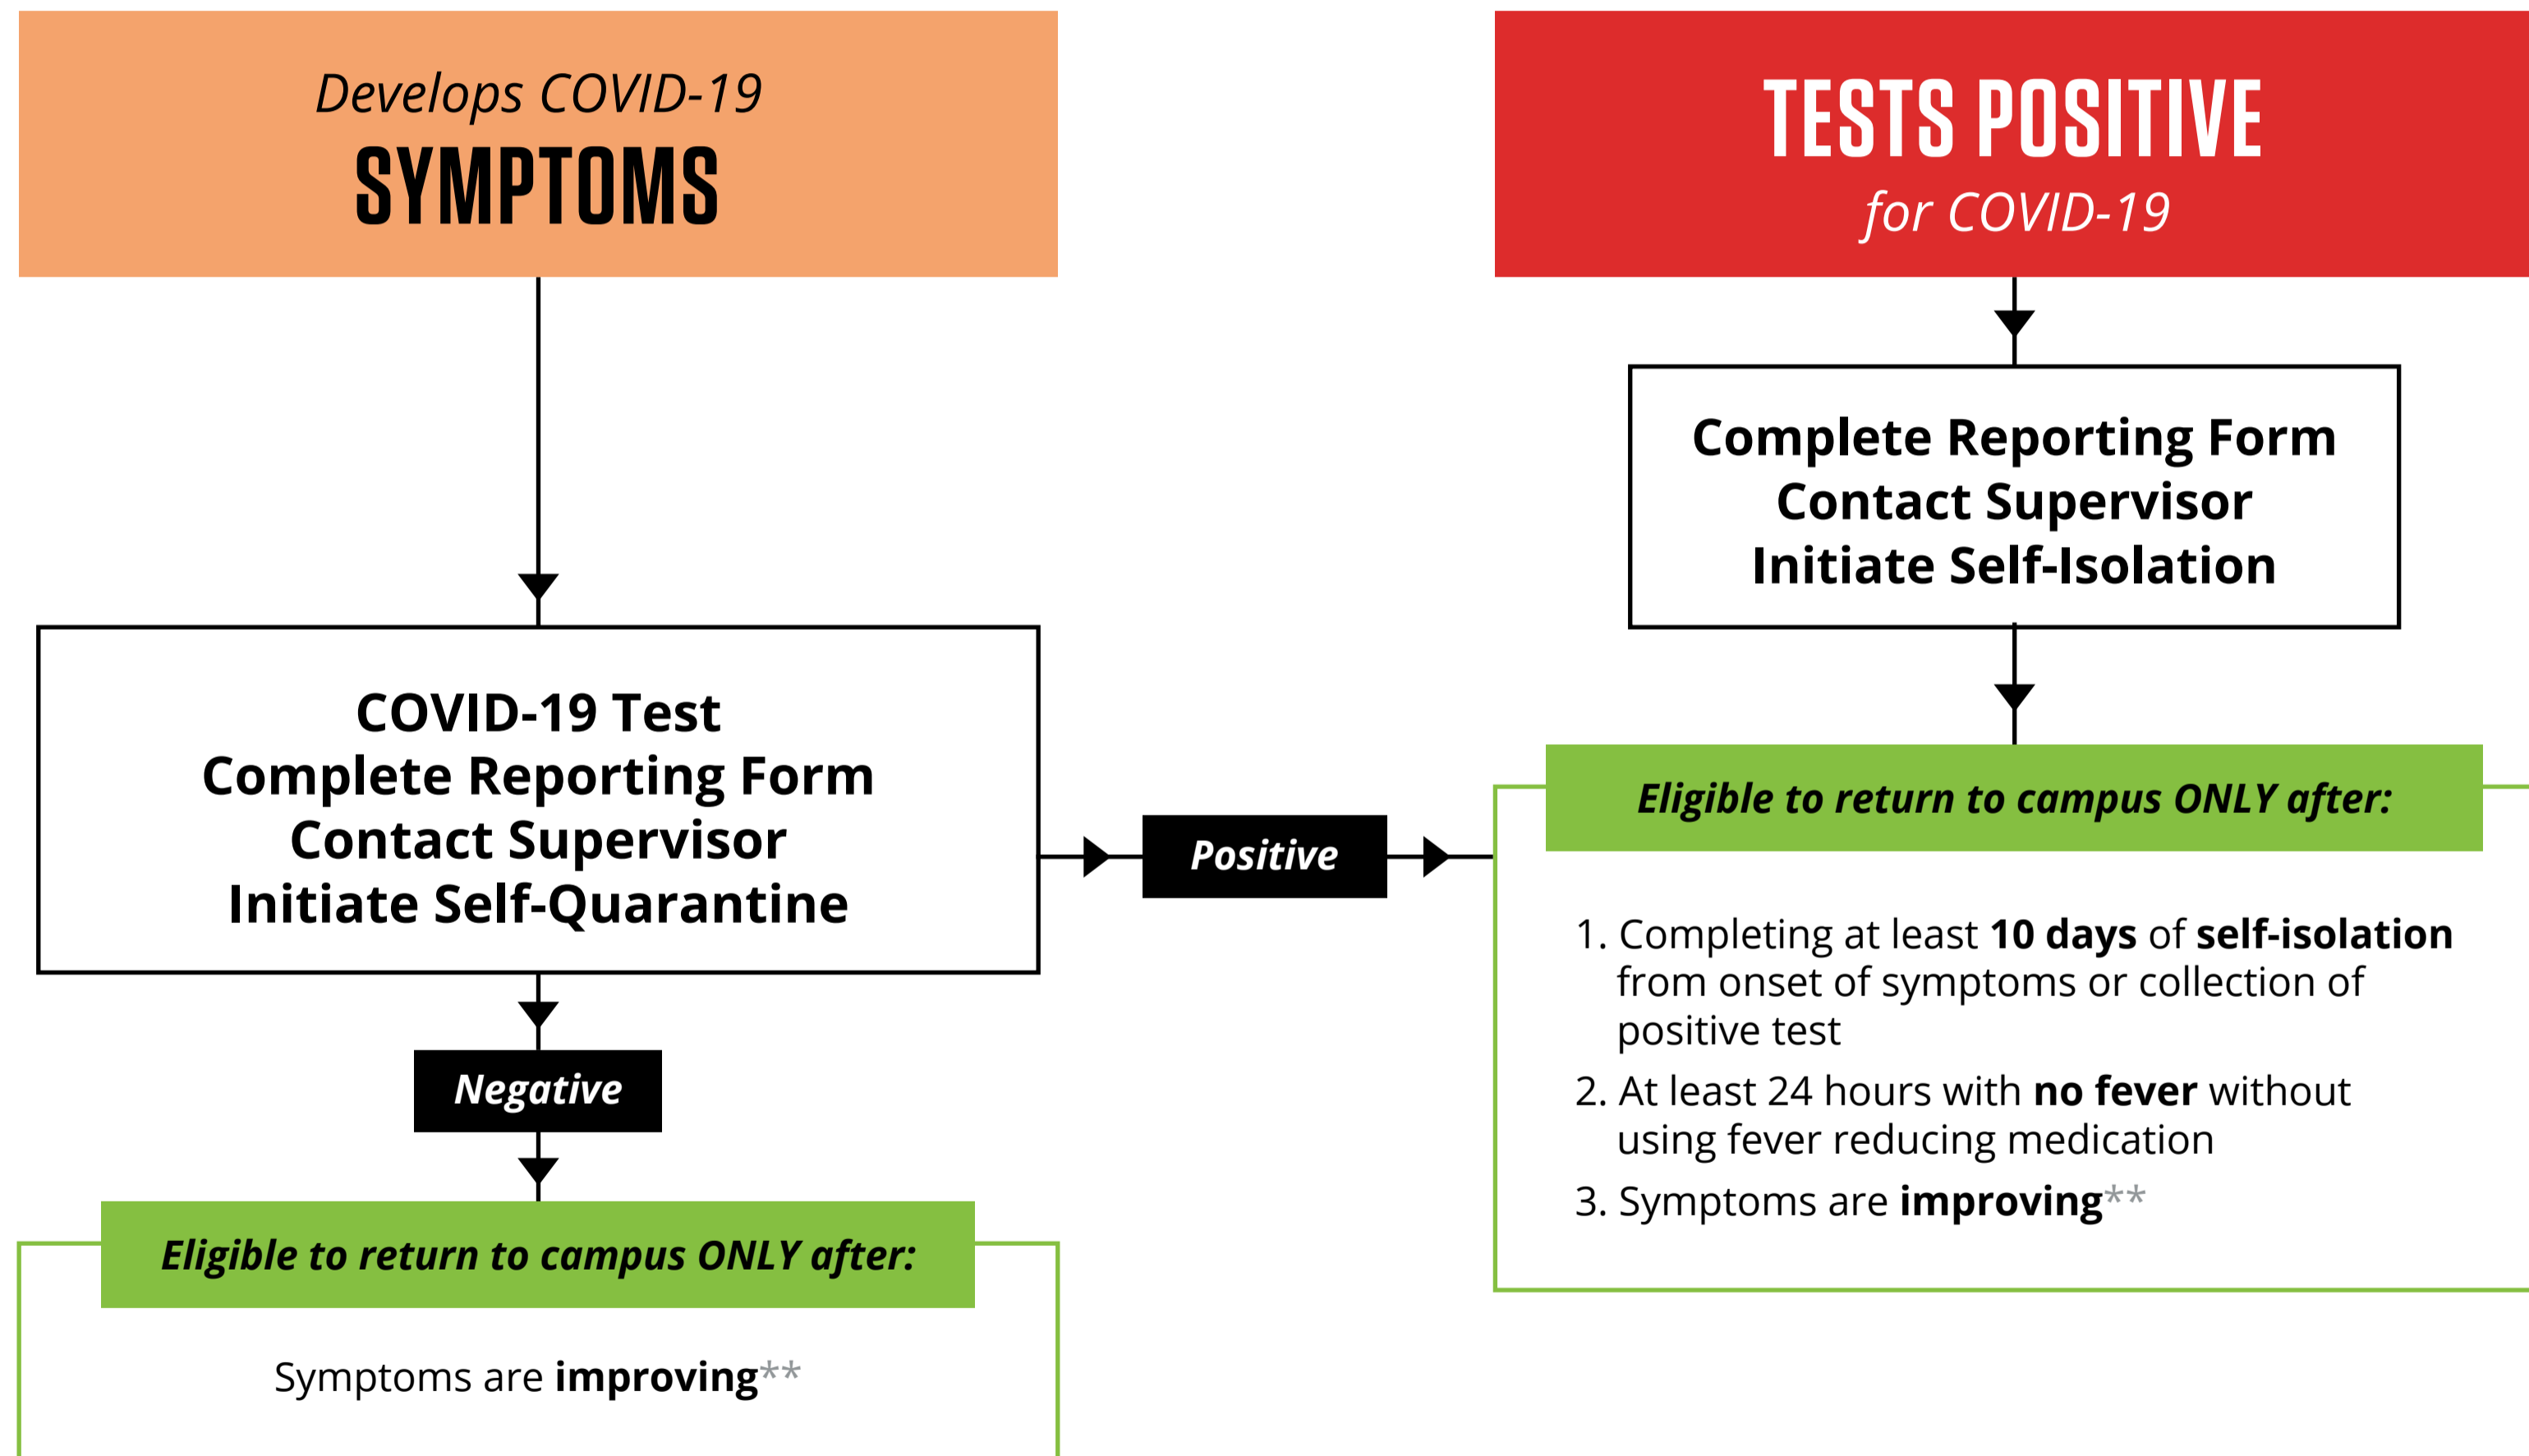 Develops COVID-19
SYMPTOMS
COVID-19 Test
Complete Reporting Form
Contact Supervisor
Initiate Self-Quarantine
Negative
Eligible to return to campus ONLY after:
Symptoms are improving**
Positive
TESTS POSITIVE
for COVID-19
Complete Reporting Form
Contact Supervisor
Initiate Self-Isolation
Eligible to return to campus ONLY after:
1. Completing at least 10 days of self-isolation
from onset of symptoms or collection of
positive test
2. At least 24 hours with no fever without
using fever reducing medication
3. Symptoms are improving**